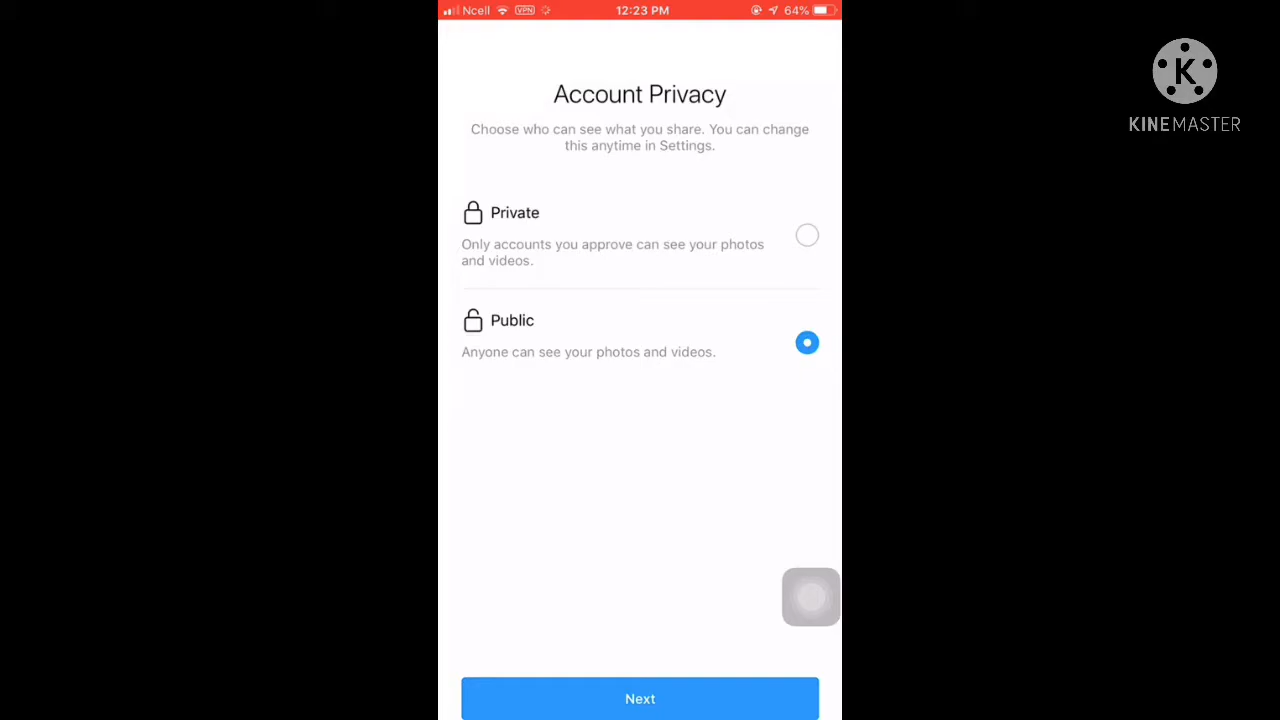 Ncell VPN 12:23 PM 64%
K
KINEMASTER
Account Privacy
Choose who can see what you share. You can change
this anytime in Settings.
Private
Only accounts you approve can see your photos
and videos.
Public
Anyone can see your photos and videos.
Next